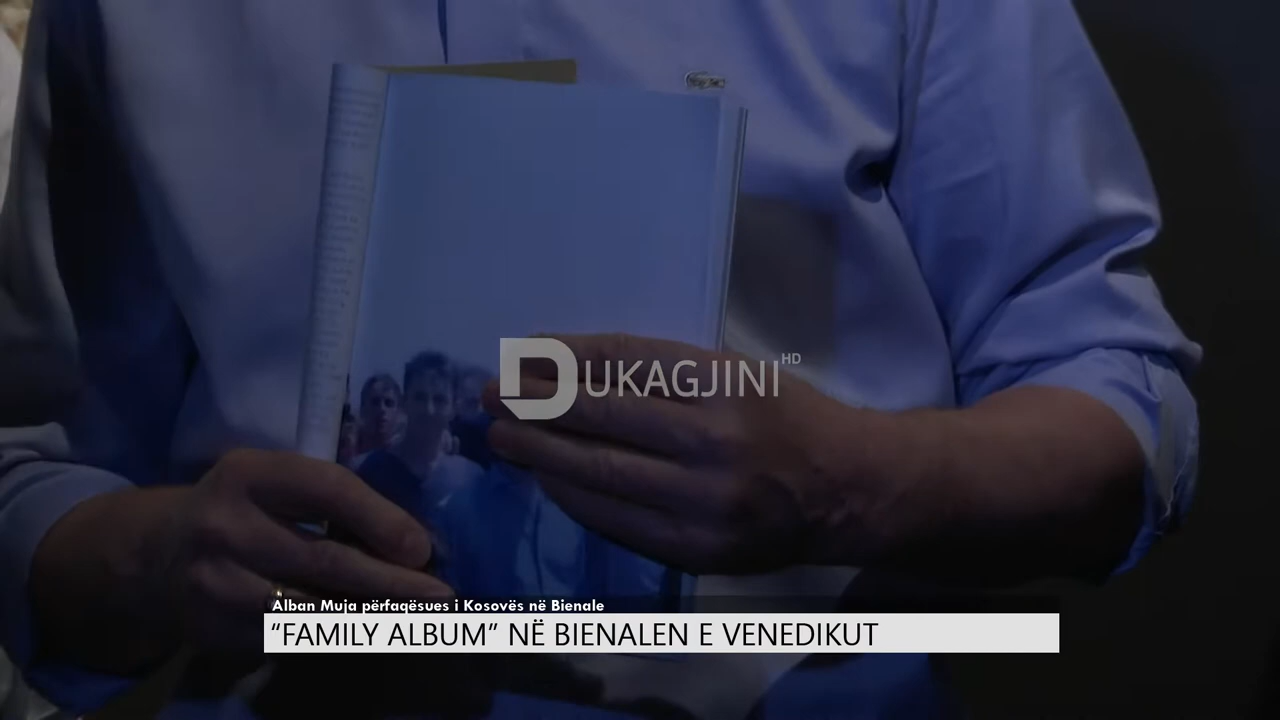 DUKAGJINI HD
Alban Muja përfaqësues i Kosovës në Bienale
“FAMILY ALBUM” NË BIENALEN E VENEDIKUT